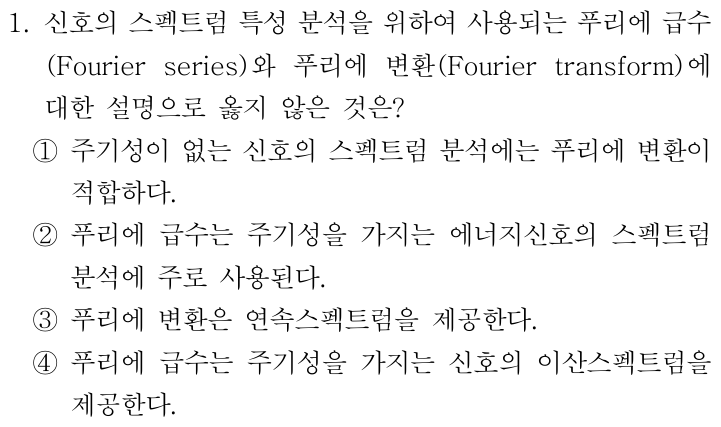 1. 신호의 스펙트럼 특성 분석을 위하여 사용되는 푸리에 급수
(Fourier series)와 푸리에 변환(Fourier transform)에
대한 설명으로 옳지 않은 것은?
① 주기성이 없는 신호의 스펙트럼 분석에는 푸리에 변환이
적합하다.
② 푸리에 급수는 주기성을 가지는 에너지신호의 스펙트럼
분석에 주로 사용된다.
③ 푸리에 변환은 연속스펙트럼을 제공한다.
④ 푸리에 급수는 주기성을 가지는 신호의 이산스펙트럼을
제공한다.